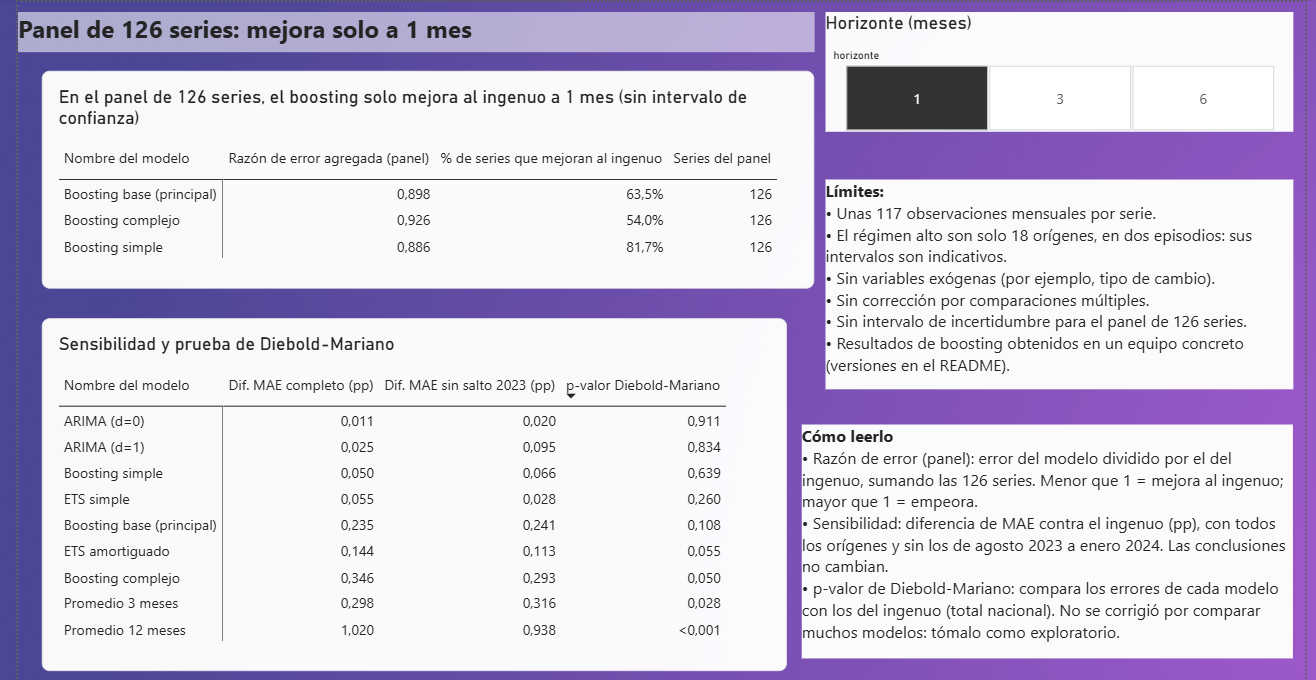 Panel de 126 series: mejora solo a 1 mes
En el panel de 126 series, el boosting solo mejora al ingenuo a 1 mes (sin intervalo de
confianza)
Nombre del modelo Razón de error agregada (panel) % de series que mejoran al ingenuo Series del panel
Boosting base (principal) 0,898 63,5% 126
Boosting complejo 0,926 54,0% 126
Boosting simple 0,886 81,7% 126
Sensibilidad y prueba de Diebold-Mariano
Nombre del modelo Dif. MAE completo (pp) Dif. MAE sin salto 2023 (pp) p-valor Diebold-Mariano
ARIMA (d=0) 0,011 0,020 0,911
ARIMA (d=1) 0,025 0,095 0,834
Boosting simple 0,050 0,066 0,639
ETS simple 0,055 0,028 0,260
Boosting base (principal) 0,235 0,241 0,108
ETS amortiguado 0,144 0,113 0,055
Boosting complejo 0,346 0,293 0,050
Promedio 3 meses 0,298 0,316 0,028
Promedio 12 meses 1,020 0,938 <0,001
Horizonte (meses)
horizonte
1 3 6
Límites:
• Unas 117 observaciones mensuales por serie.
• El régimen alto son solo 18 orígenes, en dos episodios: sus
intervalos son indicativos.
• Sin variables exógenas (por ejemplo, tipo de cambio).
• Sin corrección por comparaciones múltiples.
• Sin intervalo de incertidumbre para el panel de 126 series.
• Resultados de boosting obtenidos en un equipo concreto
(versiones en el README).
Cómo leerlo
• Razón de error (panel): error del modelo dividido por el del
ingenuo, sumando las 126 series. Menor que 1 = mejora al ingenuo;
mayor que 1 = empeora.
• Sensibilidad: diferencia de MAE contra el ingenuo (pp), con todos
los orígenes y sin los de agosto 2023 a enero 2024. Las conclusiones
no cambian.
• p-valor de Diebold-Mariano: compara los errores de cada modelo
con los del ingenuo (total nacional). No se corrigió por comparar
muchos modelos: tómalo como exploratorio.